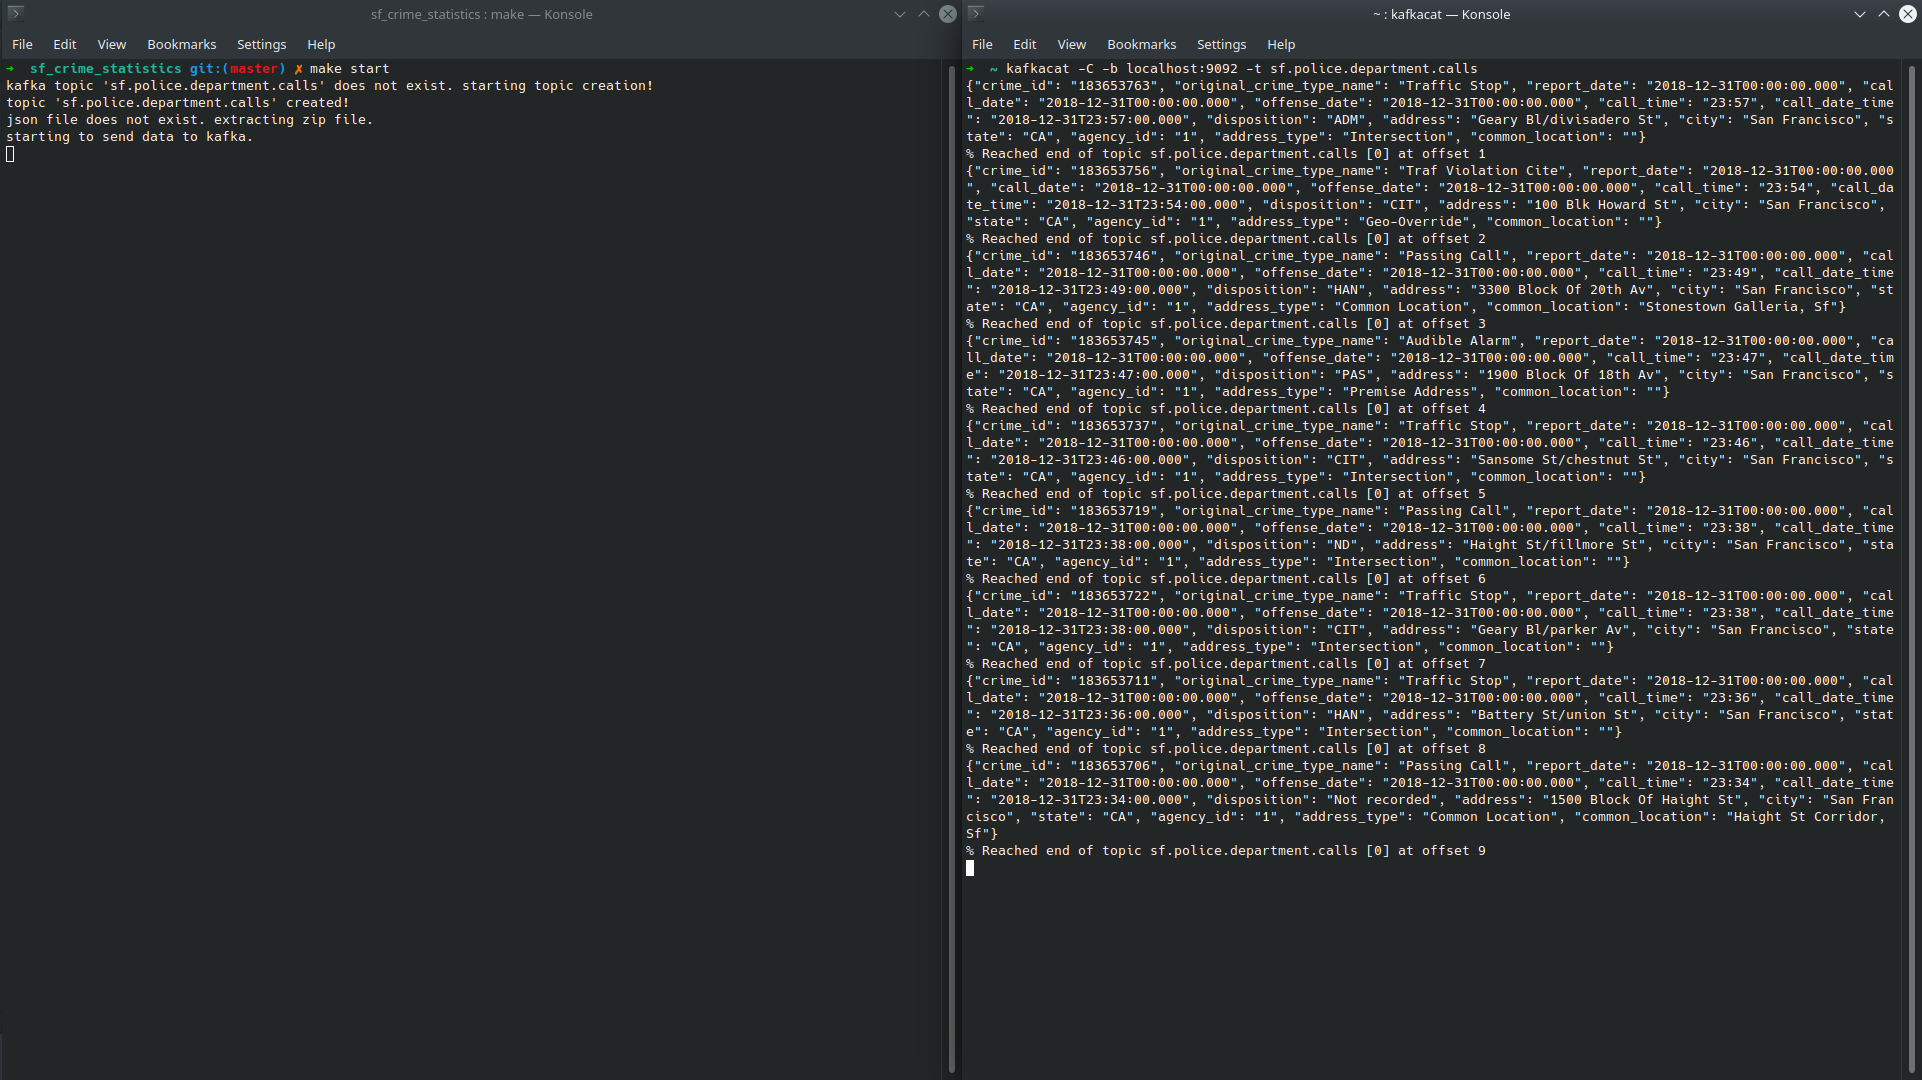 sf_crime_statistics : make — Konsole
File Edit View Bookmarks Settings Help
➜ sf_crime_statistics git:(master) ✗ make start
kafka topic 'sf.police.department.calls' does not exist. starting topic creation!
topic 'sf.police.department.calls' created!
json file does not exist. extracting zip file.
starting to send data to kafka.
~ : kafkacat — Konsole
File Edit View Bookmarks Settings Help
➜ ~ kafkacat -C -b localhost:9092 -t sf.police.department.calls
{"crime_id": "183653763", "original_crime_type_name": "Traffic Stop", "report_date": "2018-12-31T00:00:00.000", "cal
l_date": "2018-12-31T00:00:00.000", "offense_date": "2018-12-31T00:00:00.000", "call_time": "23:57", "call_date_time
": "2018-12-31T23:57:00.000", "disposition": "ADM", "address": "Geary Bl/divisadero St", "city": "San Francisco", "s
tate": "CA", "agency_id": "1", "address_type": "Intersection", "common_location": ""}
% Reached end of topic sf.police.department.calls [0] at offset 1
{"crime_id": "183653756", "original_crime_type_name": "Traf Violation Cite", "report_date": "2018-12-31T00:00:00.000
", "call_date": "2018-12-31T00:00:00.000", "offense_date": "2018-12-31T00:00:00.000", "call_time": "23:54", "call_da
te_time": "2018-12-31T23:54:00.000", "disposition": "CIT", "address": "100 Blk Howard St", "city": "San Francisco",
"state": "CA", "agency_id": "1", "address_type": "Geo-Override", "common_location": ""}
% Reached end of topic sf.police.department.calls [0] at offset 2
{"crime_id": "183653746", "original_crime_type_name": "Passing Call", "report_date": "2018-12-31T00:00:00.000", "cal
l_date": "2018-12-31T00:00:00.000", "offense_date": "2018-12-31T00:00:00.000", "call_time": "23:49", "call_date_time
": "2018-12-31T23:49:00.000", "disposition": "HAN", "address": "3300 Block Of 20th Av", "city": "San Francisco", "st
ate": "CA", "agency_id": "1", "address_type": "Common Location", "common_location": "Stonestown Galleria, Sf"}
% Reached end of topic sf.police.department.calls [0] at offset 3
{"crime_id": "183653745", "original_crime_type_name": "Audible Alarm", "report_date": "2018-12-31T00:00:00.000", "ca
ll_date": "2018-12-31T00:00:00.000", "offense_date": "2018-12-31T00:00:00.000", "call_time": "23:47", "call_date_tim
e": "2018-12-31T23:47:00.000", "disposition": "PAS", "address": "1900 Block Of 18th Av", "city": "San Francisco", "s
tate": "CA", "agency_id": "1", "address_type": "Premise Address", "common_location": ""}
% Reached end of topic sf.police.department.calls [0] at offset 4
{"crime_id": "183653737", "original_crime_type_name": "Traffic Stop", "report_date": "2018-12-31T00:00:00.000", "cal
l_date": "2018-12-31T00:00:00.000", "offense_date": "2018-12-31T00:00:00.000", "call_time": "23:46", "call_date_time
": "2018-12-31T23:46:00.000", "disposition": "CIT", "address": "Sansome St/chestnut St", "city": "San Francisco", "s
tate": "CA", "agency_id": "1", "address_type": "Intersection", "common_location": ""}
% Reached end of topic sf.police.department.calls [0] at offset 5
{"crime_id": "183653719", "original_crime_type_name": "Passing Call", "report_date": "2018-12-31T00:00:00.000", "cal
l_date": "2018-12-31T00:00:00.000", "offense_date": "2018-12-31T00:00:00.000", "call_time": "23:38", "call_date_time
": "2018-12-31T23:38:00.000", "disposition": "ND", "address": "Haight St/fillmore St", "city": "San Francisco", "sta
te": "CA", "agency_id": "1", "address_type": "Intersection", "common_location": ""}
% Reached end of topic sf.police.department.calls [0] at offset 6
{"crime_id": "183653722", "original_crime_type_name": "Traffic Stop", "report_date": "2018-12-31T00:00:00.000", "cal
l_date": "2018-12-31T00:00:00.000", "offense_date": "2018-12-31T00:00:00.000", "call_time": "23:38", "call_date_time
": "2018-12-31T23:38:00.000", "disposition": "CIT", "address": "Geary Bl/parker Av", "city": "San Francisco", "state
": "CA", "agency_id": "1", "address_type": "Intersection", "common_location": ""}
% Reached end of topic sf.police.department.calls [0] at offset 7
{"crime_id": "183653711", "original_crime_type_name": "Traffic Stop", "report_date": "2018-12-31T00:00:00.000", "cal
l_date": "2018-12-31T00:00:00.000", "offense_date": "2018-12-31T00:00:00.000", "call_time": "23:36", "call_date_time
": "2018-12-31T23:36:00.000", "disposition": "HAN", "address": "Battery St/union St", "city": "San Francisco", "stat
e": "CA", "agency_id": "1", "address_type": "Intersection", "common_location": ""}
% Reached end of topic sf.police.department.calls [0] at offset 8
{"crime_id": "183653706", "original_crime_type_name": "Passing Call", "report_date": "2018-12-31T00:00:00.000", "cal
l_date": "2018-12-31T00:00:00.000", "offense_date": "2018-12-31T00:00:00.000", "call_time": "23:34", "call_date_time
": "2018-12-31T23:34:00.000", "disposition": "Not recorded", "address": "1500 Block Of Haight St", "city": "San Fran
cisco", "state": "CA", "agency_id": "1", "address_type": "Common Location", "common_location": "Haight St Corridor,
Sf"}
% Reached end of topic sf.police.department.calls [0] at offset 9